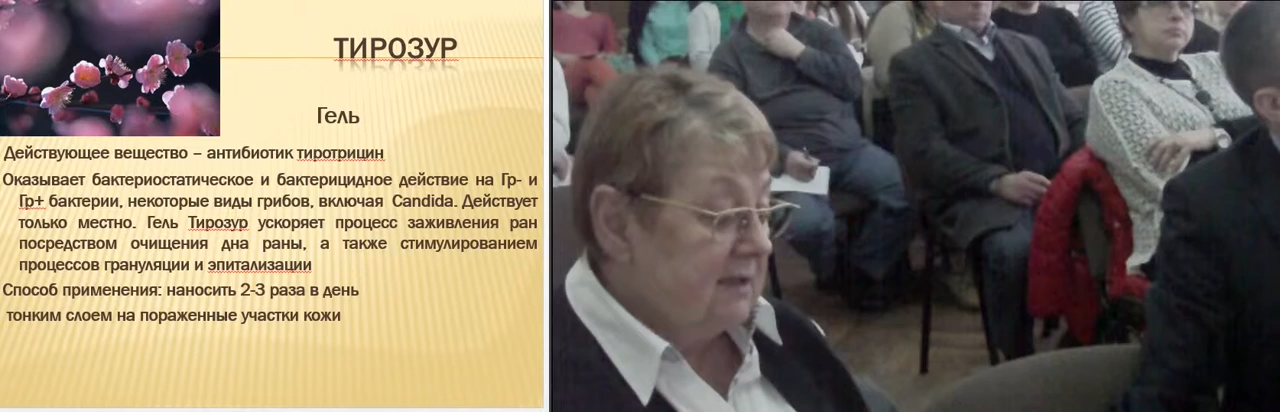 ТИРОЗУР
Гель
Действующее вещество – антибиотик тиротрицин
Оказывает бактериостатическое и бактерицидное действие на Гр- и
Гр+ бактерии, некоторые виды грибов, включая Candida. Действует
только местно. Гель Тирозур ускоряет процесс заживления ран
посредством очищения дна раны, а также стимулированием
процессов грануляции и эпитализации
Способ применения: наносить 2-3 раза в день
тонким слоем на пораженные участки кожи